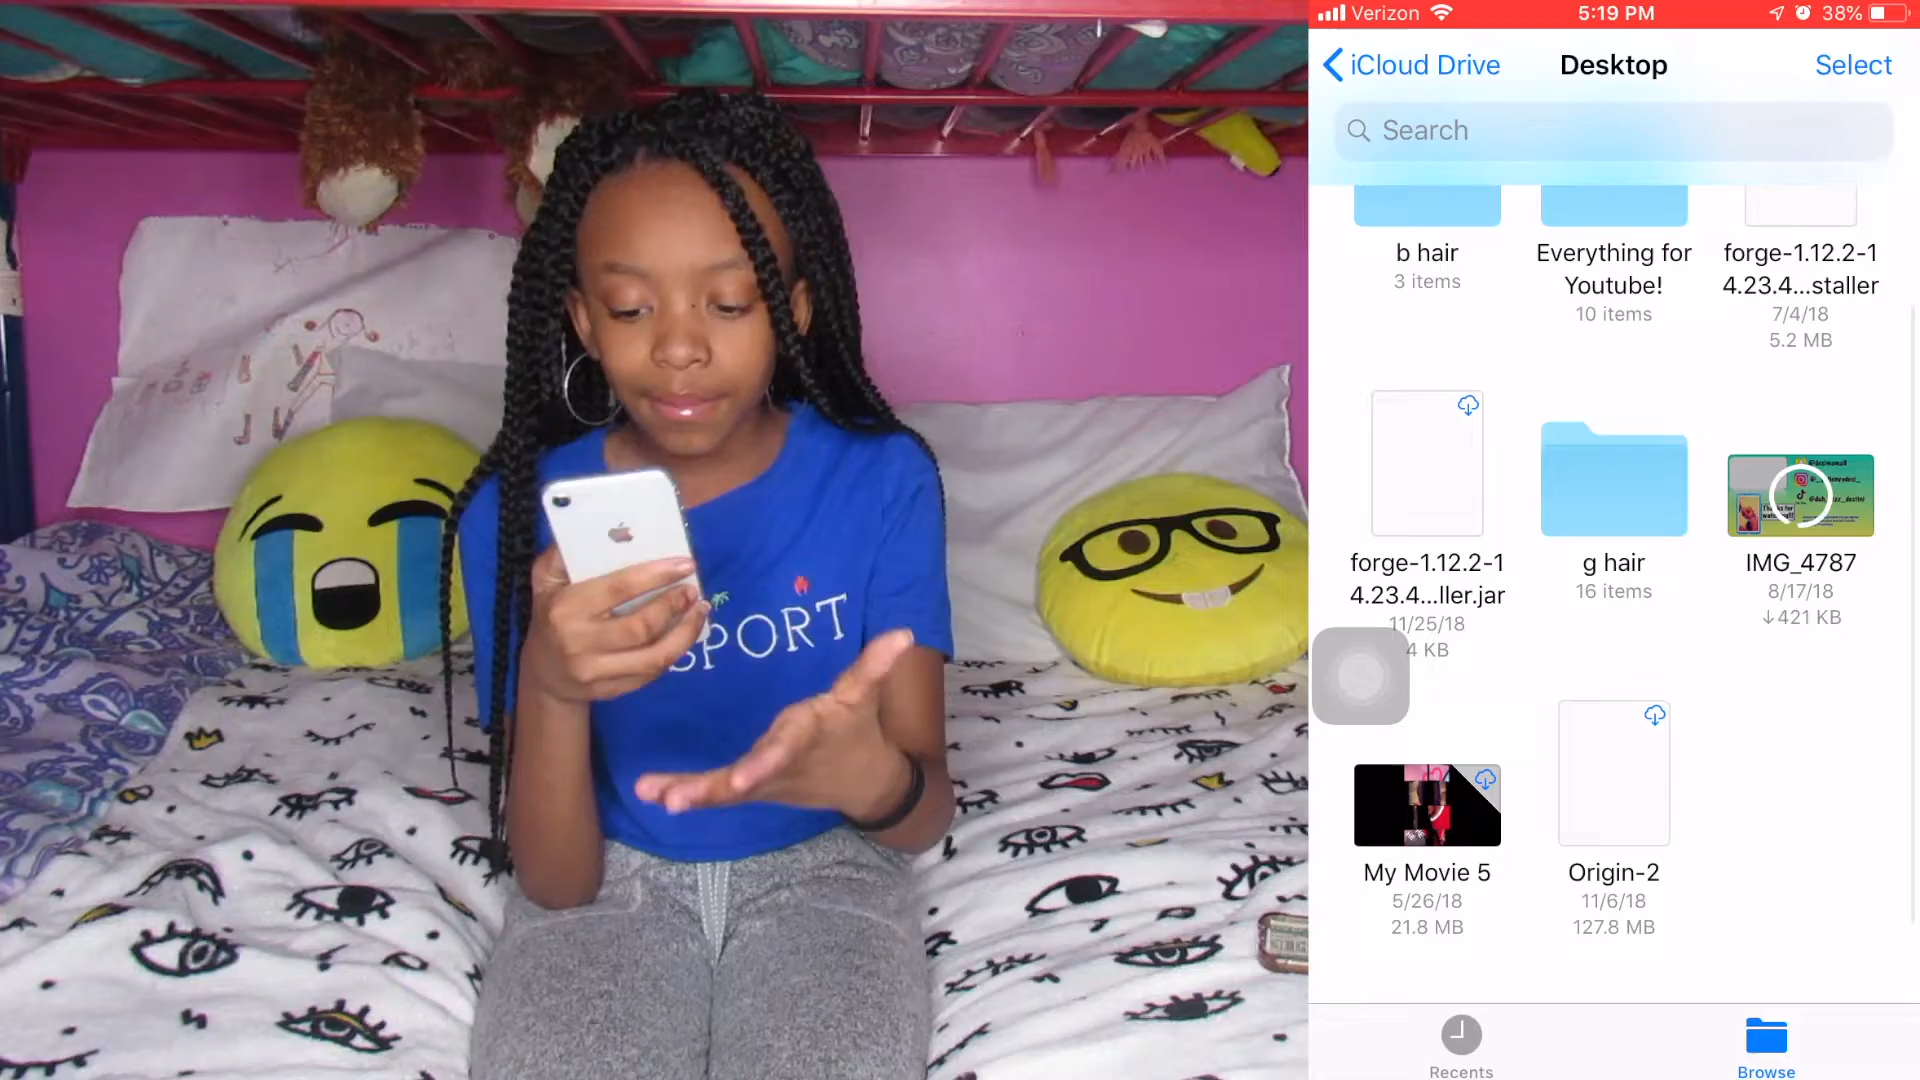 Verizon 5:19 PM 38%
iCloud Drive Desktop Select
Search
b hair
3 items
Everything for
Youtube!
10 items
forge-1.12.2-1
4.23.4...staller
7/4/18
5.2 MB
forge-1.12.2-1
4.23.4...ller.jar
11/25/18
4 KB
g hair
16 items
IMG_4787
8/17/18
421 KB
My Movie 5
5/26/18
21.8 MB
Origin-2
11/6/18
127.8 MB
Recents
Browse
SPORT